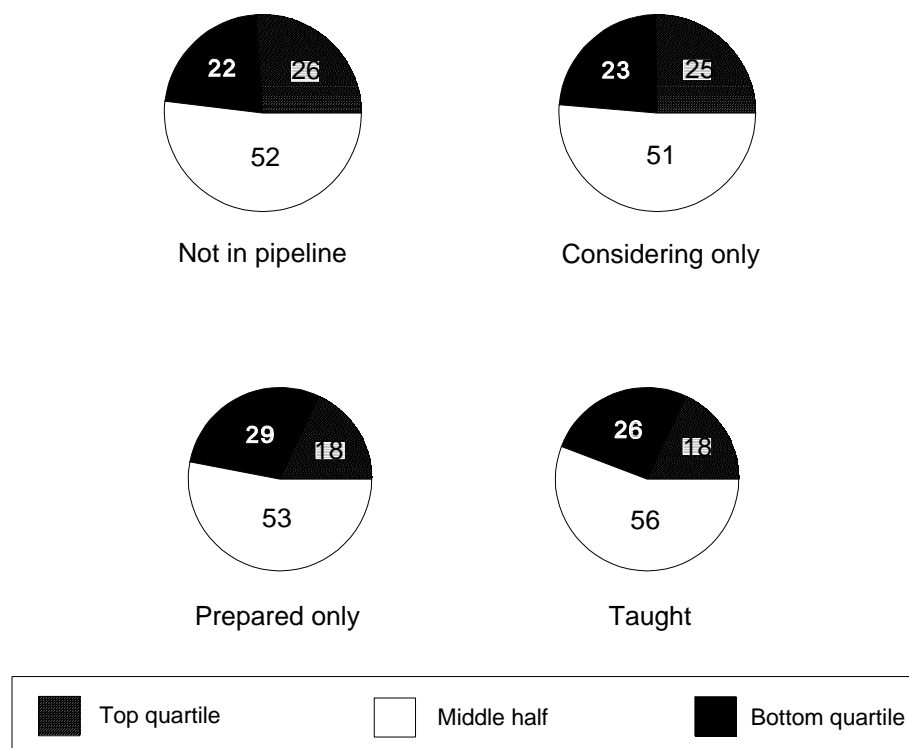 22 26
23 25
52
51
Not in pipeline
Considering only
29 18
26 18
53
56
Prepared only
Taught
Top quartile
Middle half
Bottom quartile